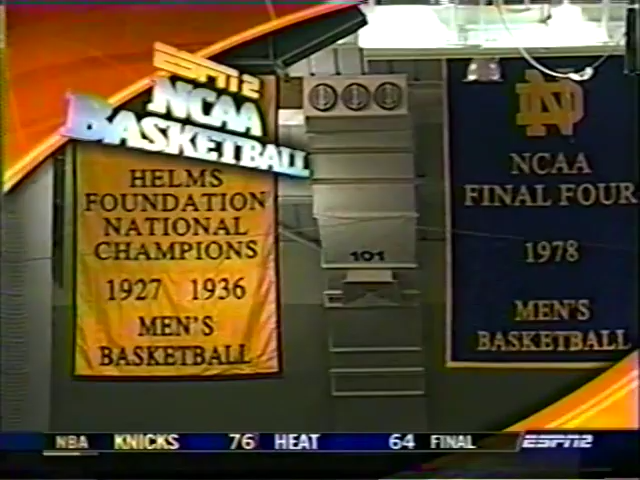 ESPN2
NCAA
BASKETBALL
HELMS
FOUNDATION
NATIONAL
CHAMPIONS
1927 1936
MEN'S
BASKETBALL
101
ND
NCAA
FINAL FOUR
1978
MEN'S
BASKETBALL
NBA KNICKS 76 HEAT 64 FINAL ESPN2